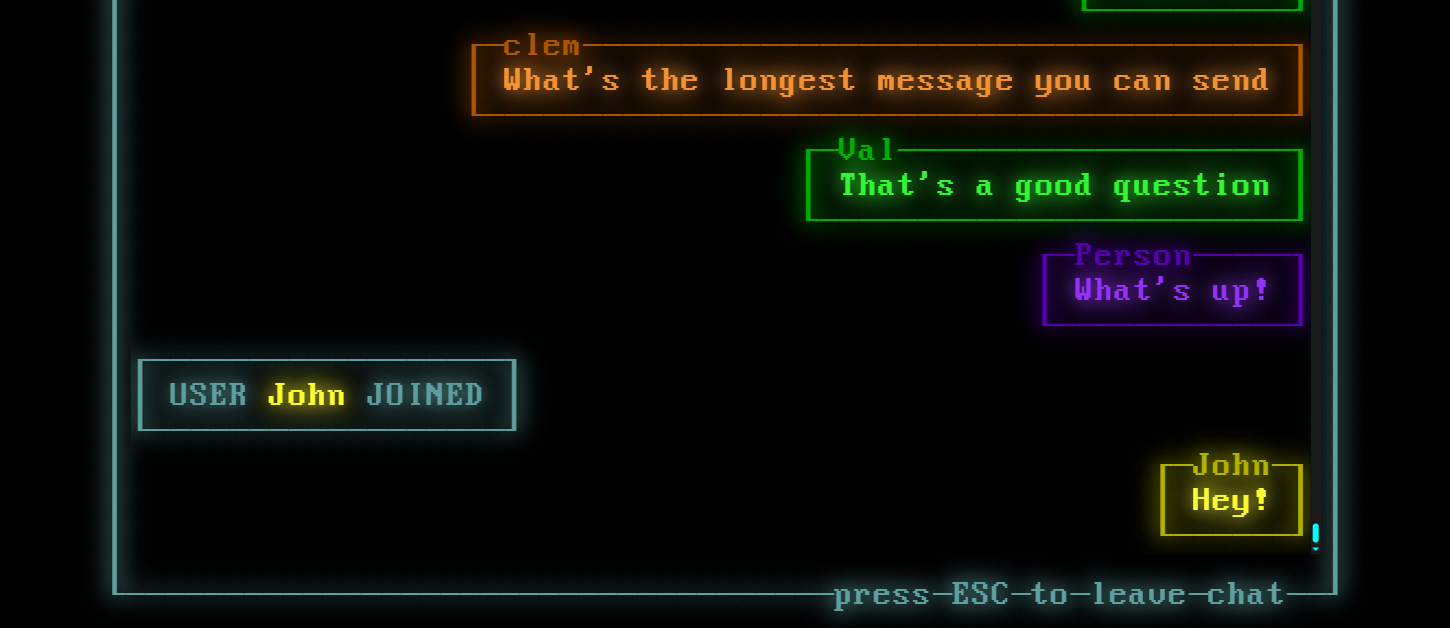 clem
What's the longest message you can send
Val
That's a good question
Person
What's up!
USER John JOINED
John
Hey!
press ESC to leave chat